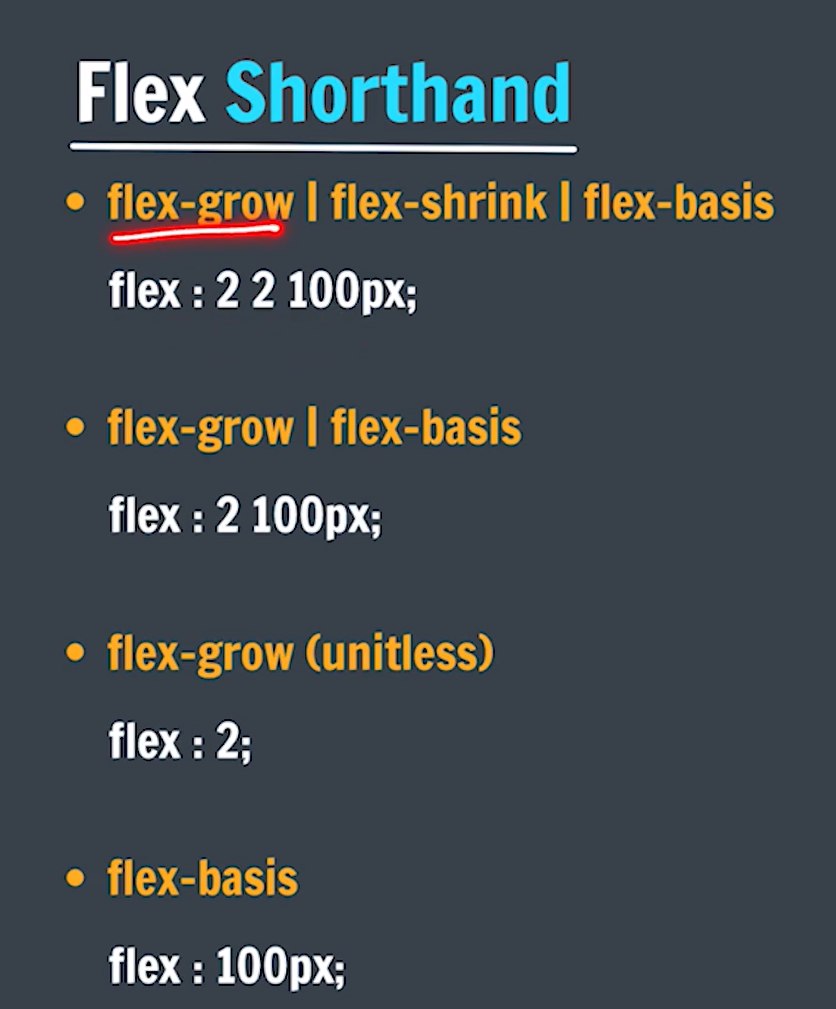 Flex Shorthand
• flex-grow | flex-shrink | flex-basis
flex : 2 2 100px;
• flex-grow | flex-basis
flex : 2 100px;
• flex-grow (unitless)
flex : 2;
• flex-basis
flex : 100px;